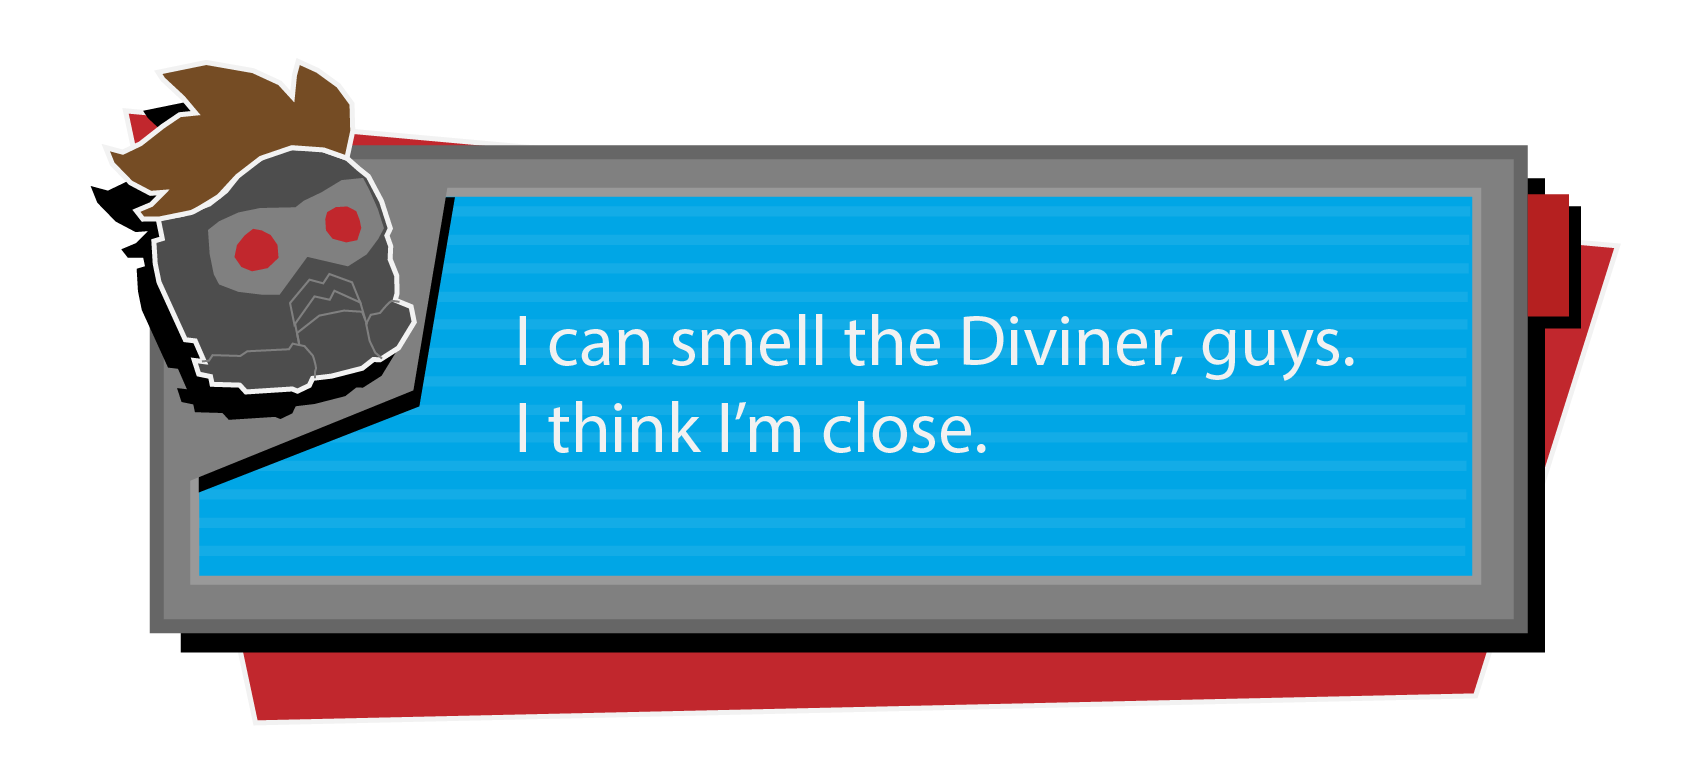 I can smell the Diviner, guys.
I think I’m close.